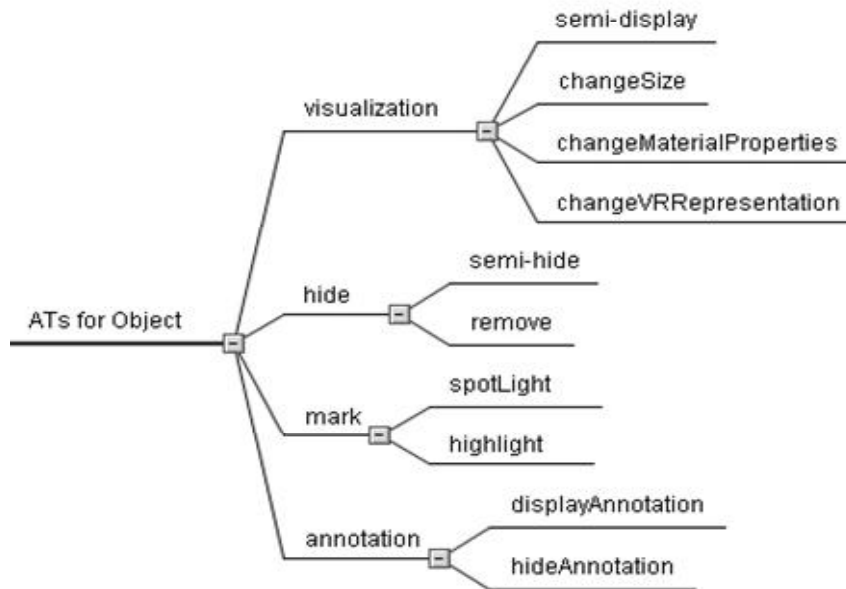 semi-display
changeSize
visualization
changeMaterialProperties
changeVRRepresentation
semi-hide
hide
ATs for Object
remove
spotLight
mark
highlight
displayAnnotation
annotation
hideAnnotation